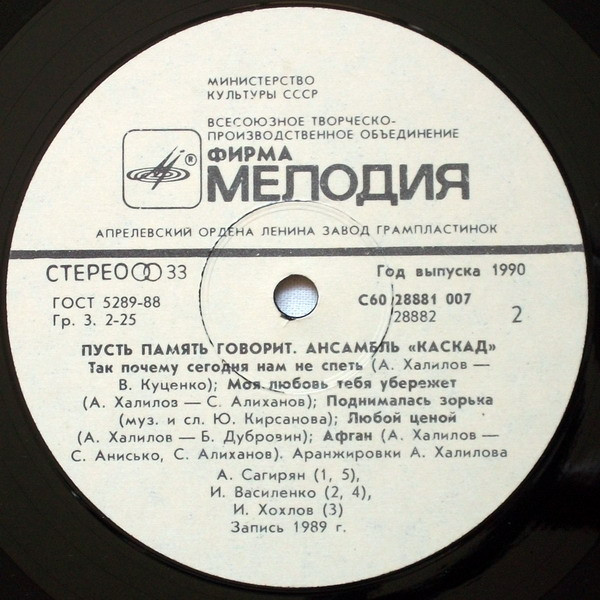 МИНИСТЕРСТВО
КУЛЬТУРЫ СССР
ВСЕСОЮЗНОЕ ТВОРЧЕСКО-
ПРОИЗВОДСТВЕННОЕ ОБЪЕДИНЕНИЕ
®
ФИРМА
МЕЛОДИЯ
АПРЕЛЕВСКИЙ ОРДЕНА ЛЕНИНА ЗАВОД ГРАМПЛАСТИНОК
СТЕРЕО 33
Год выпуска 1990
ГОСТ 5289-88
С60 28881 007
Гр. 3. 2-25
28882
2
ПУСТЬ ПАМЯТЬ ГОВОРИТ. АНСАМБЛЬ «КАСКАД»
Так почему сегодня нам не спеть (А. Халилов —
В. Куценко); Моя любовь тебя убережет
(А. Халилов — С. Алиханов); Поднималась зорька
(муз. и сл. Ю. Кирсанова); Любой ценой
(А. Халилов — Б. Дубровин); Афган (А. Халилов —
С. Анисько, С. Алиханов). Аранжировки А. Халилова
А. Сагирян (1, 5),
И. Василенко (2, 4),
И. Хохлов (3)
Запись 1989 г.